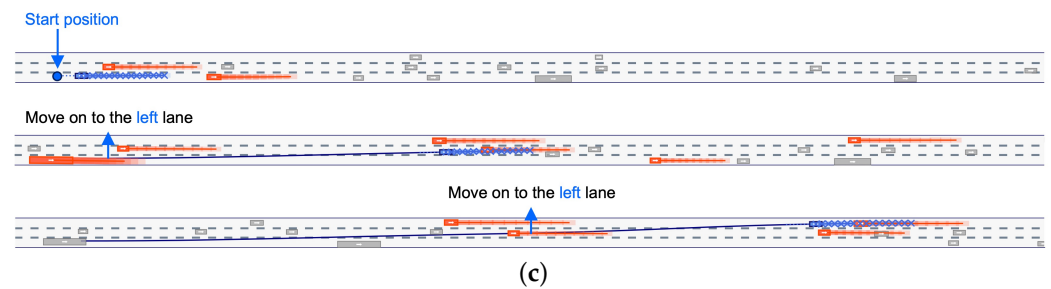 Start position
Move on to the left lane
Move on to the left lane
(c)